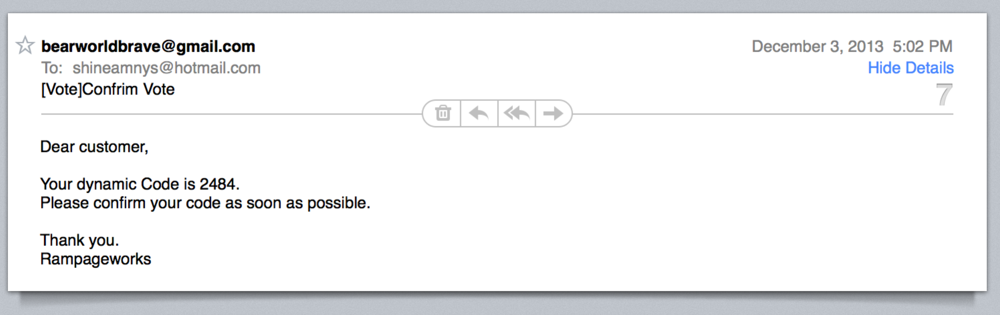 bearworldbrave@gmail.com December 3, 2013 5:02 PM
To: shineamnys@hotmail.com Hide Details
[Vote]Confrim Vote 7
Dear customer,
Your dynamic Code is 2484.
Please confirm your code as soon as possible.
Thank you.
Rampageworks